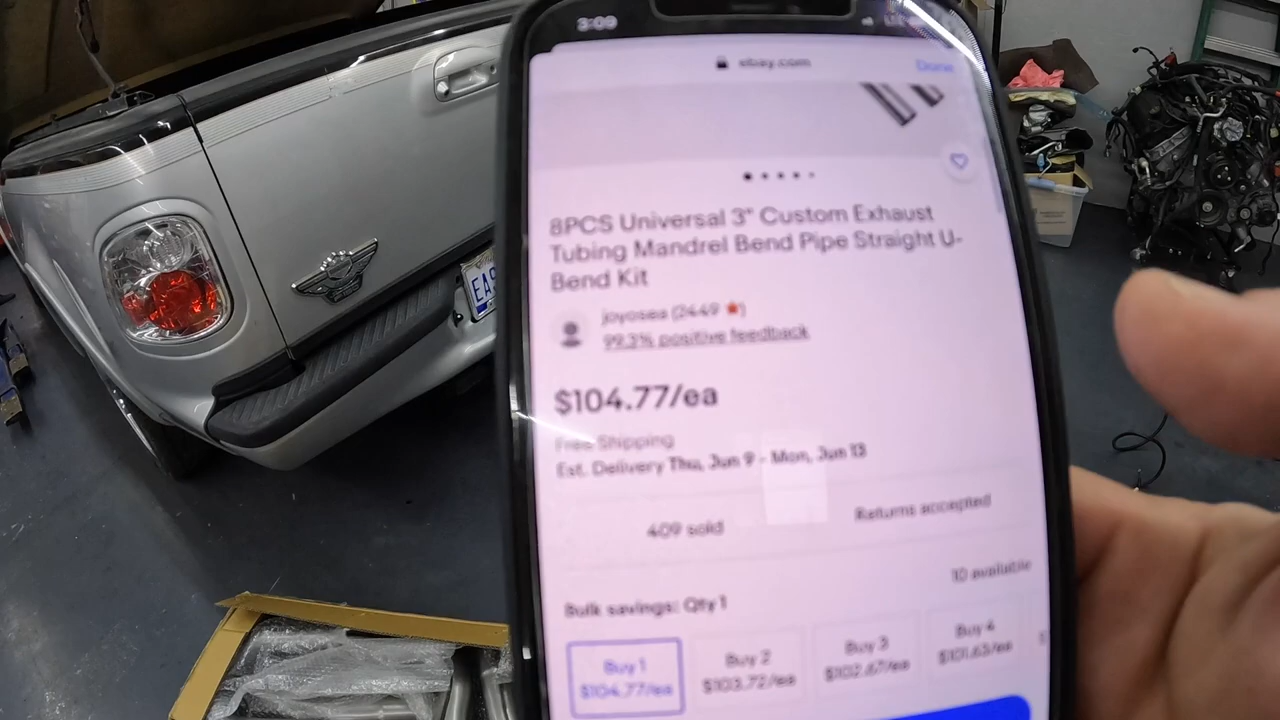 3:09
ebay.com
Done
8PCS Universal 3" Custom Exhaust
Tubing Mandrel Bend Pipe Straight U-
Bend Kit
joyosea (2449
99.3% positive feedback
$104.77/ea
Free Shipping
Est. Delivery Thu, Jun 9 - Mon, Jun 13
409 sold
Returns accepted
10 available
Bulk savings: Qty 1
Buy 1
$104.77/ea
Buy 2
$103.72/ea
Buy 3
$102.67/ea
Buy 4
$101.63/ea
EA